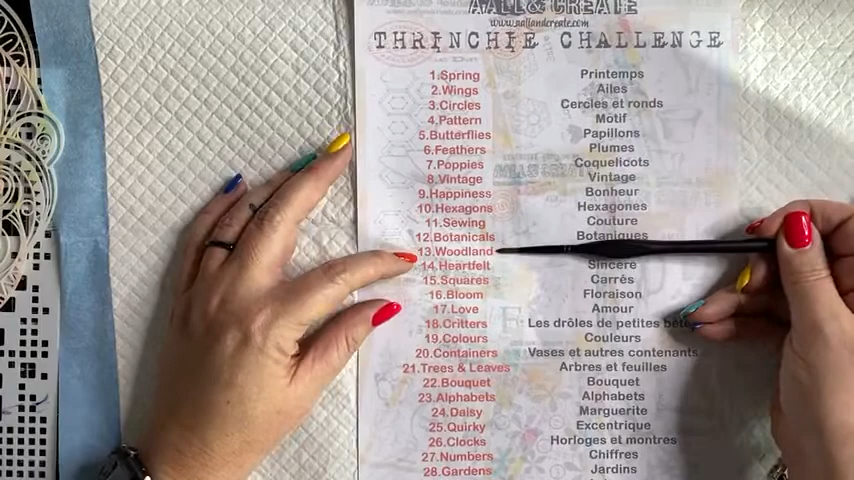 AALL& CREATE
www.aallandcreate.com
THRINCHIE CHALLENGE
1.Spring Printemps
2.Wings Ailes
3.Circles Cercles et ronds
4.Pattern Motif
5.Butterflies Papillons
6.Feathers Plumes
7.Poppies Coquelicots
8.Vintage Vintage
9.Happiness Bonheur
10.Hexagons Hexagones
11.Sewing Couture
12.Botanical Botanique
13.Woodland
14.Heartfelt Sincère
15.Squares Carrés
16.Bloom Floraison
17.Love Amour
18.Critters Les drôles de petites
19.Colours Couleurs
20.Containers Vases et autres contenants
21.Trees & Leaves Arbres et feuilles
22.Bouquet Bouquet
23.Alphabets Alphabet
24.Daisy Marguerite
25.Quirky Excentrique
26.Clocks Horloges et montres
27.Numbers Chiffres
28.Gardens Jardins